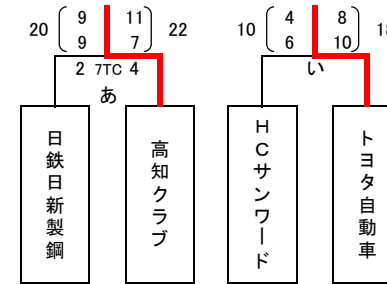 9 11 4 8
20 22 10 18
9 7 6 10
2 7TC 4
あ い
日鉄日新製鋼
高知クラブ
HCサンワード
トヨタ自動車